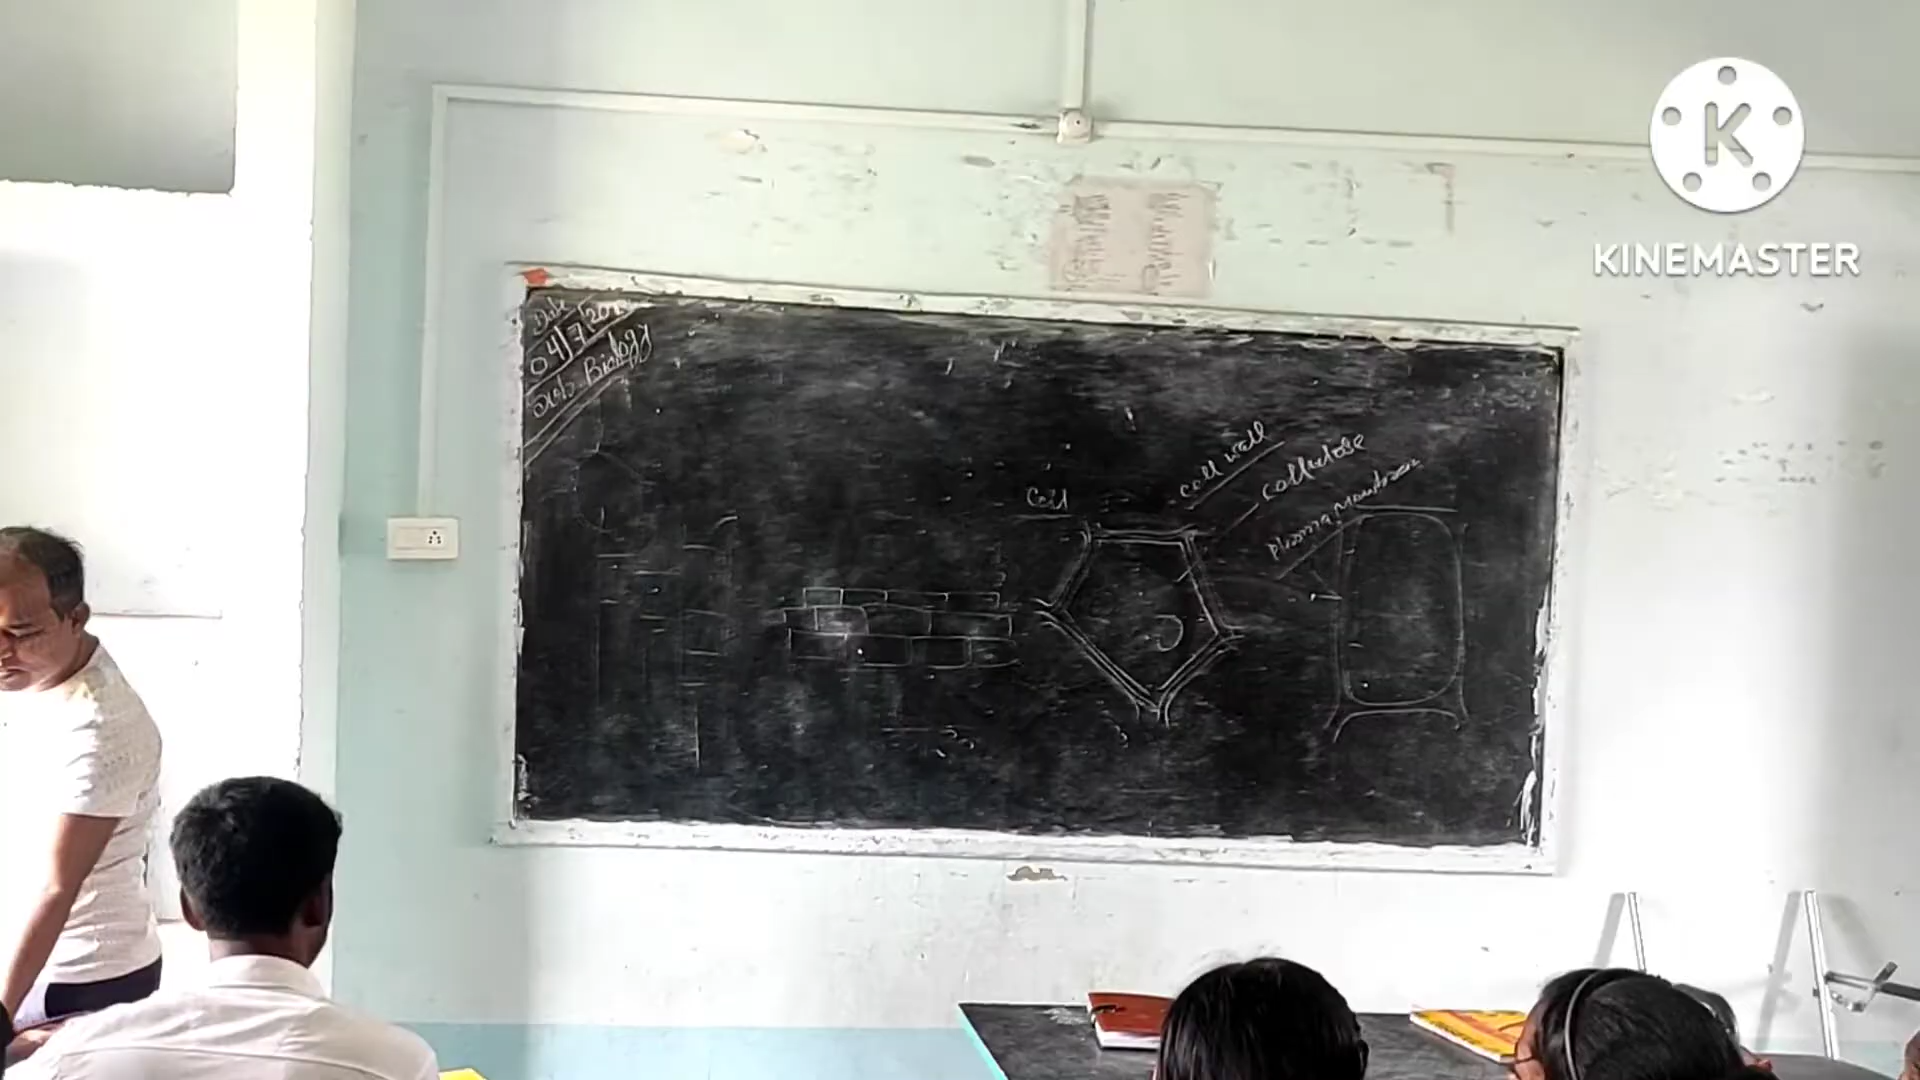 KINEMASTER
Date
04/7/20
Sub- Biology
Cell
cell wall
cellulose
Plasma membrane